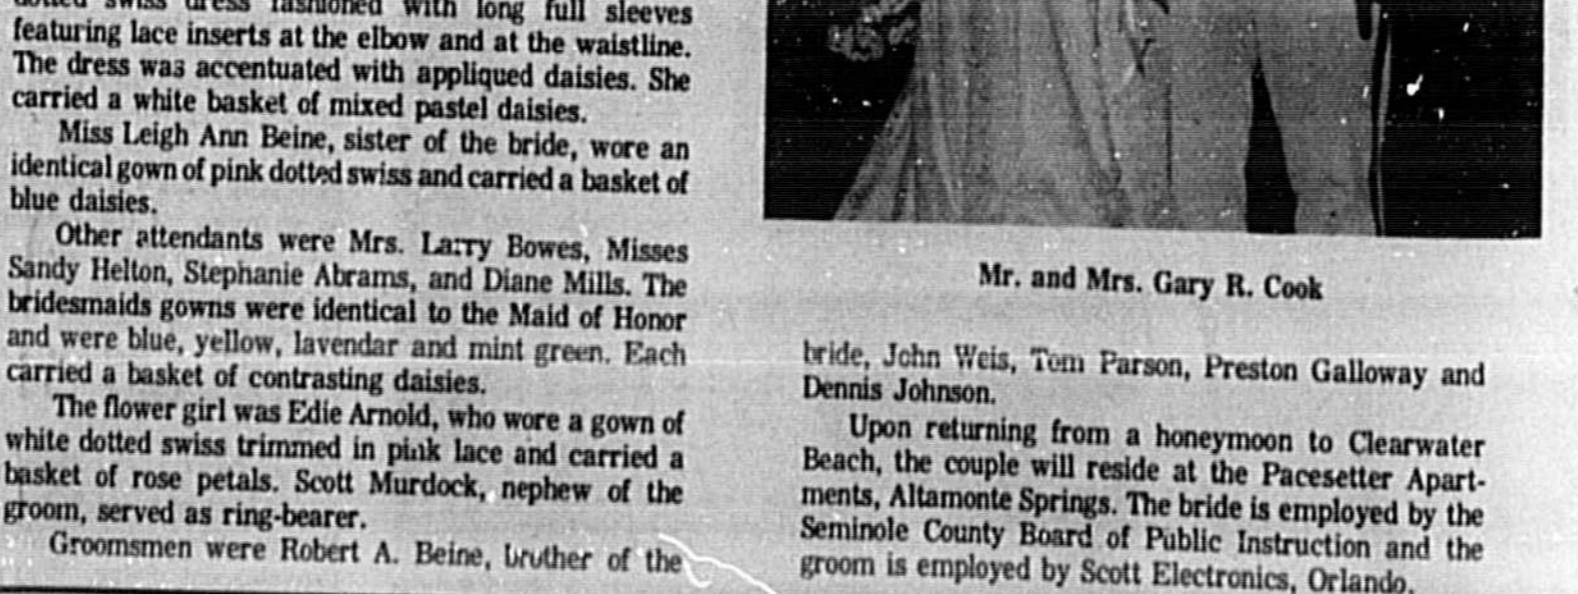 dotted swiss dress fashioned with long full sleeves
featuring lace inserts at the elbow and at the waistline.
The dress was accentuated with appliqued daisies. She
carried a white basket of mixed pastel daisies.
Miss Leigh Ann Beine, sister of the bride, wore an
identical gown of pink dotted swiss and carried a basket of
blue daisies.
Other attendants were Mrs. Larry Bowes, Misses
Sandy Helton, Stephanie Abrams, and Diane Mills. The
bridesmaids gowns were identical to the Maid of Honor
and were blue, yellow, lavendar and mint green. Each
carried a basket of contrasting daisies.
The flower girl was Edie Arnold, who wore a gown of
white dotted swiss trimmed in pink lace and carried a
basket of rose petals. Scott Murdock, nephew of the
groom, served as ring-bearer.
Groomsmen were Robert A. Beine, bruther of the
Mr. and Mrs. Gary R. Cook
bride, John Weis, Tom Parson, Preston Galloway and
Dennis Johnson.
Upon returning from a honeymoon to Clearwater
Beach, the couple will reside at the Pacesetter Apart-
ments, Altamonte Springs. The bride is employed by the
Seminole County Board of Public Instruction and the
groom is employed by Scott Electronics, Orlando.